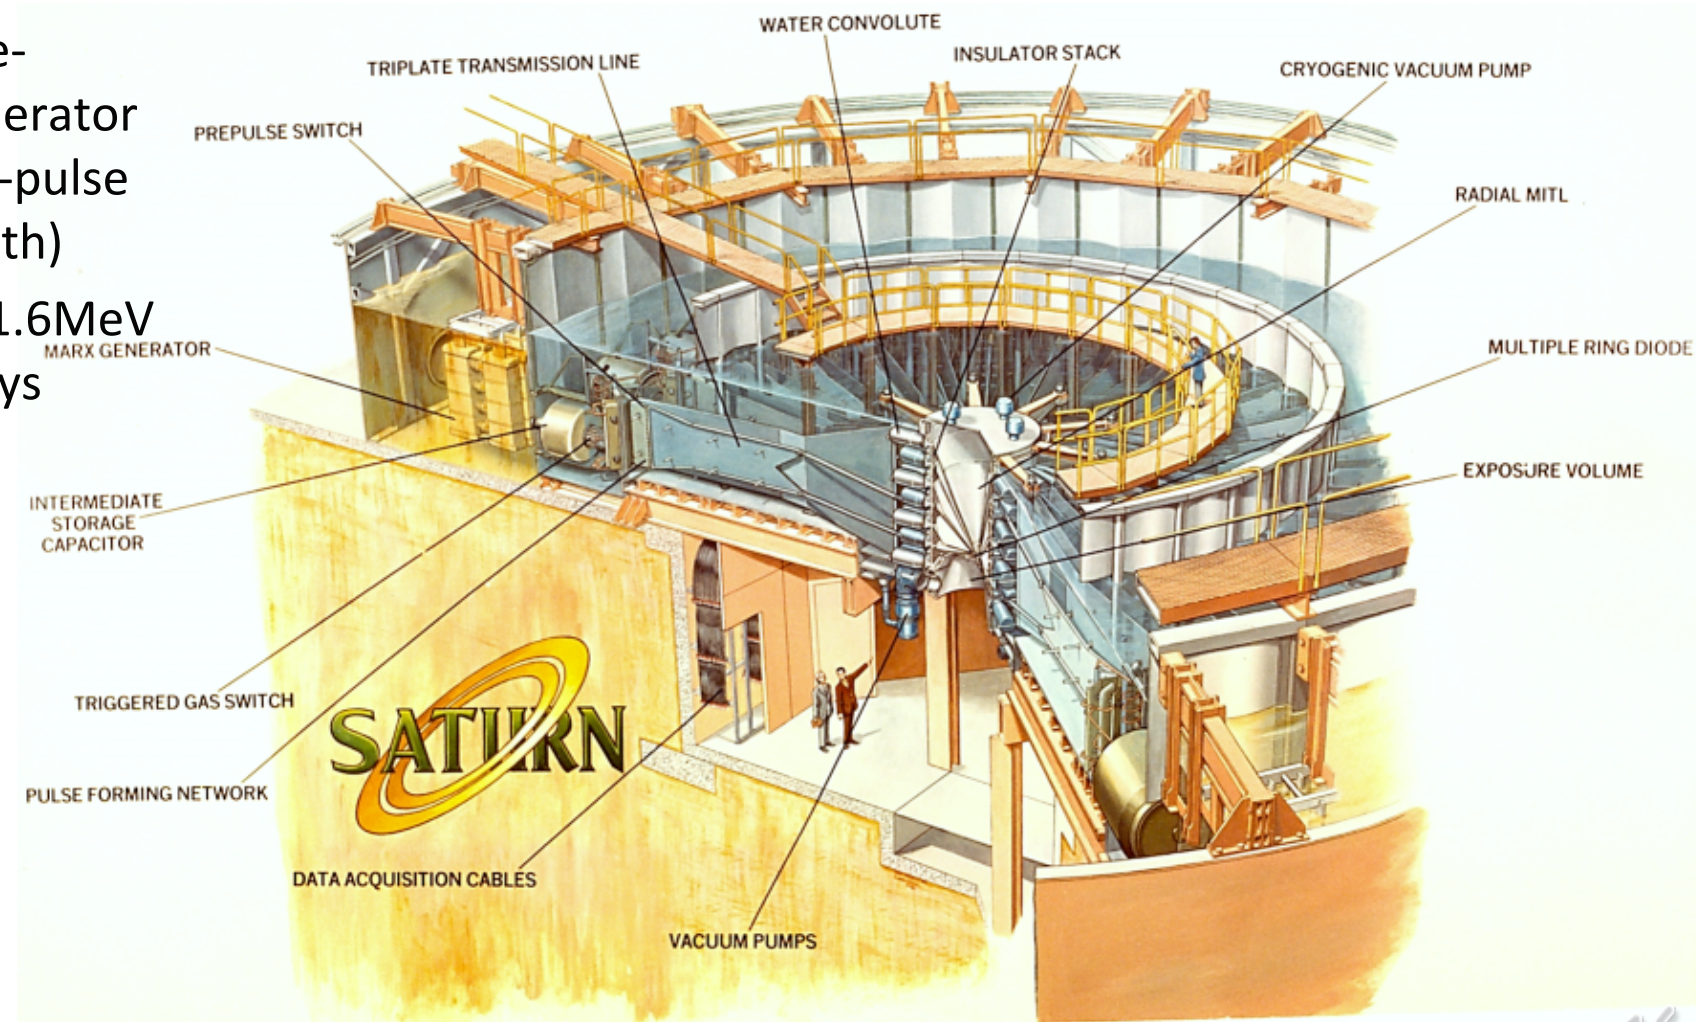 e-
erator
-pulse
th)
1.6MeV
ys
WATER CONVOLUTE
INSULATOR STACK
TRIPLATE TRANSMISSION LINE
CRYOGENIC VACUUM PUMP
PREPULSE SWITCH
RADIAL MITL
MARX GENERATOR
MULTIPLE RING DIODE
EXPOSURE VOLUME
INTERMEDIATE
STORAGE
CAPACITOR
TRIGGERED GAS SWITCH
SATURN
PULSE FORMING NETWORK
DATA ACQUISITION CABLES
VACUUM PUMPS